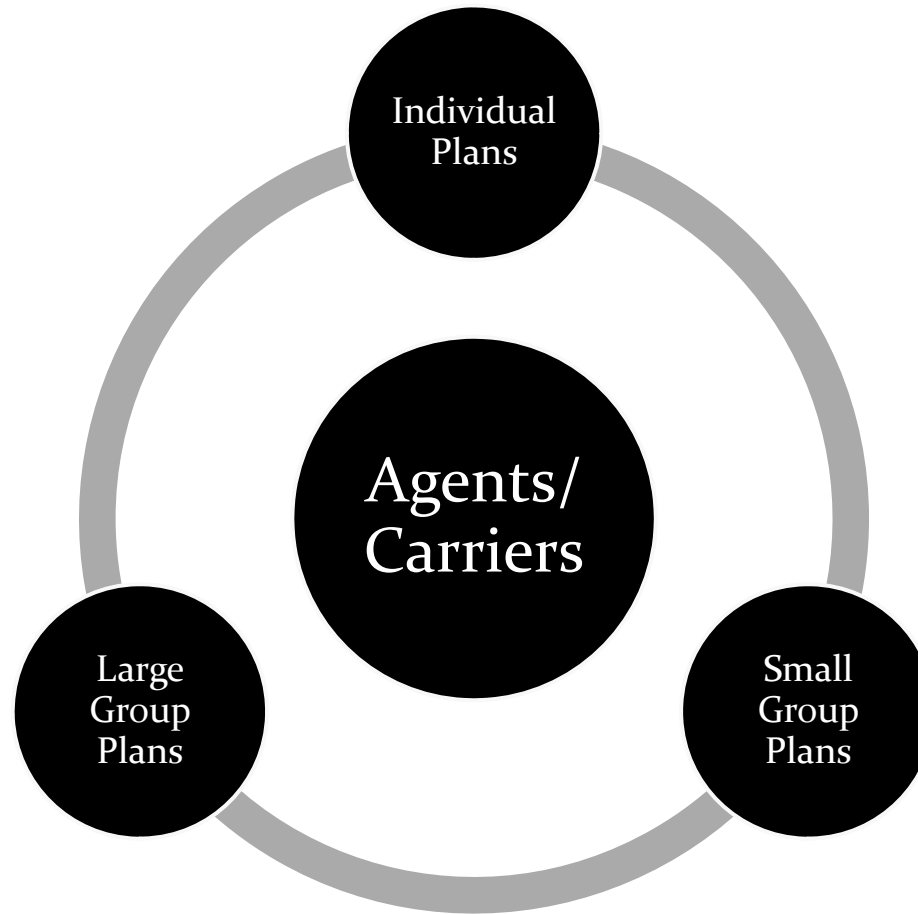 Individual
Plans
Agents/
Carriers
Large
Group
Plans
Small
Group
Plans